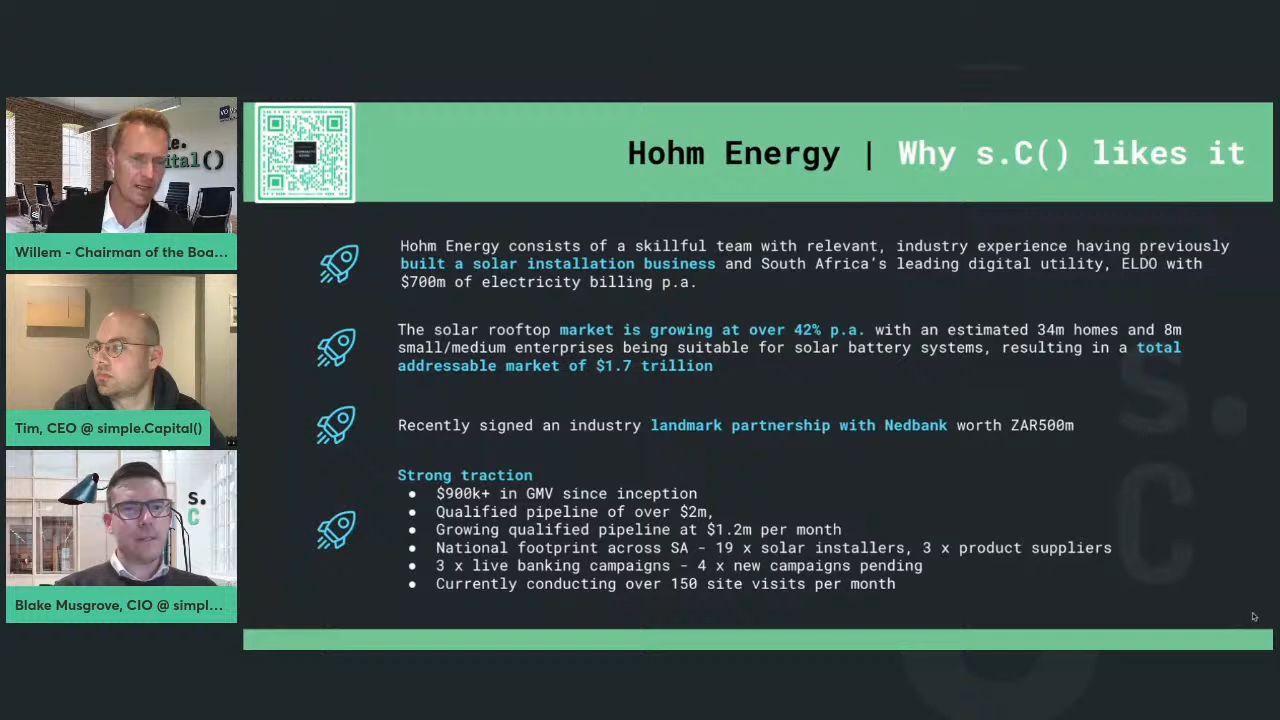 Hohm Energy | Why s.C() likes it
Hohm Energy consists of a skillful team with relevant, industry experience having previously
built a solar installation business and South Africa’s leading digital utility, ELDO with
$700m of electricity billing p.a.
The solar rooftop market is growing at over 42% p.a. with an estimated 34m homes and 8m
small/medium enterprises being suitable for solar battery systems, resulting in a total
addressable market of $1.7 trillion
Recently signed an industry landmark partnership with Nedbank worth ZAR500m
Strong traction
● $900k+ in GMV since inception
● Qualified pipeline of over $2m,
● Growing qualified pipeline at $1.2m per month
● National footprint across SA - 19 x solar installers, 3 x product suppliers
● 3 x live banking campaigns - 4 x new campaigns pending
● Currently conducting over 150 site visits per month
s.
C
Willem - Chairman of the Boa...
Tim, CEO @ simple.Capital()
s.
C
Blake Musgrove, CIO @ simpl...